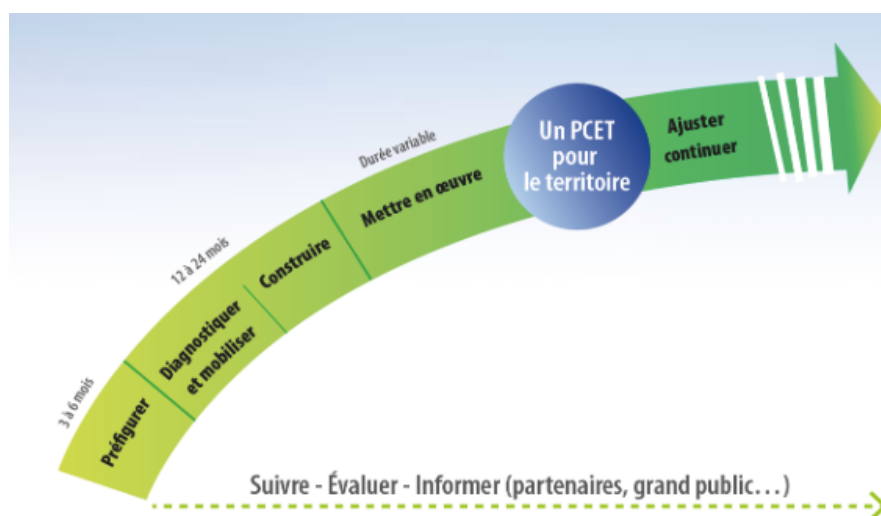 3 à 6 mois
Préfigurer
12 à 24 mois
Diagnostiquer
et mobiliser
Construire
Durée variable
Mettre en œuvre
Un PCET
pour
le territoire
Ajuster
continuer
Suivre - Évaluer - Informer (partenaires, grand public…)